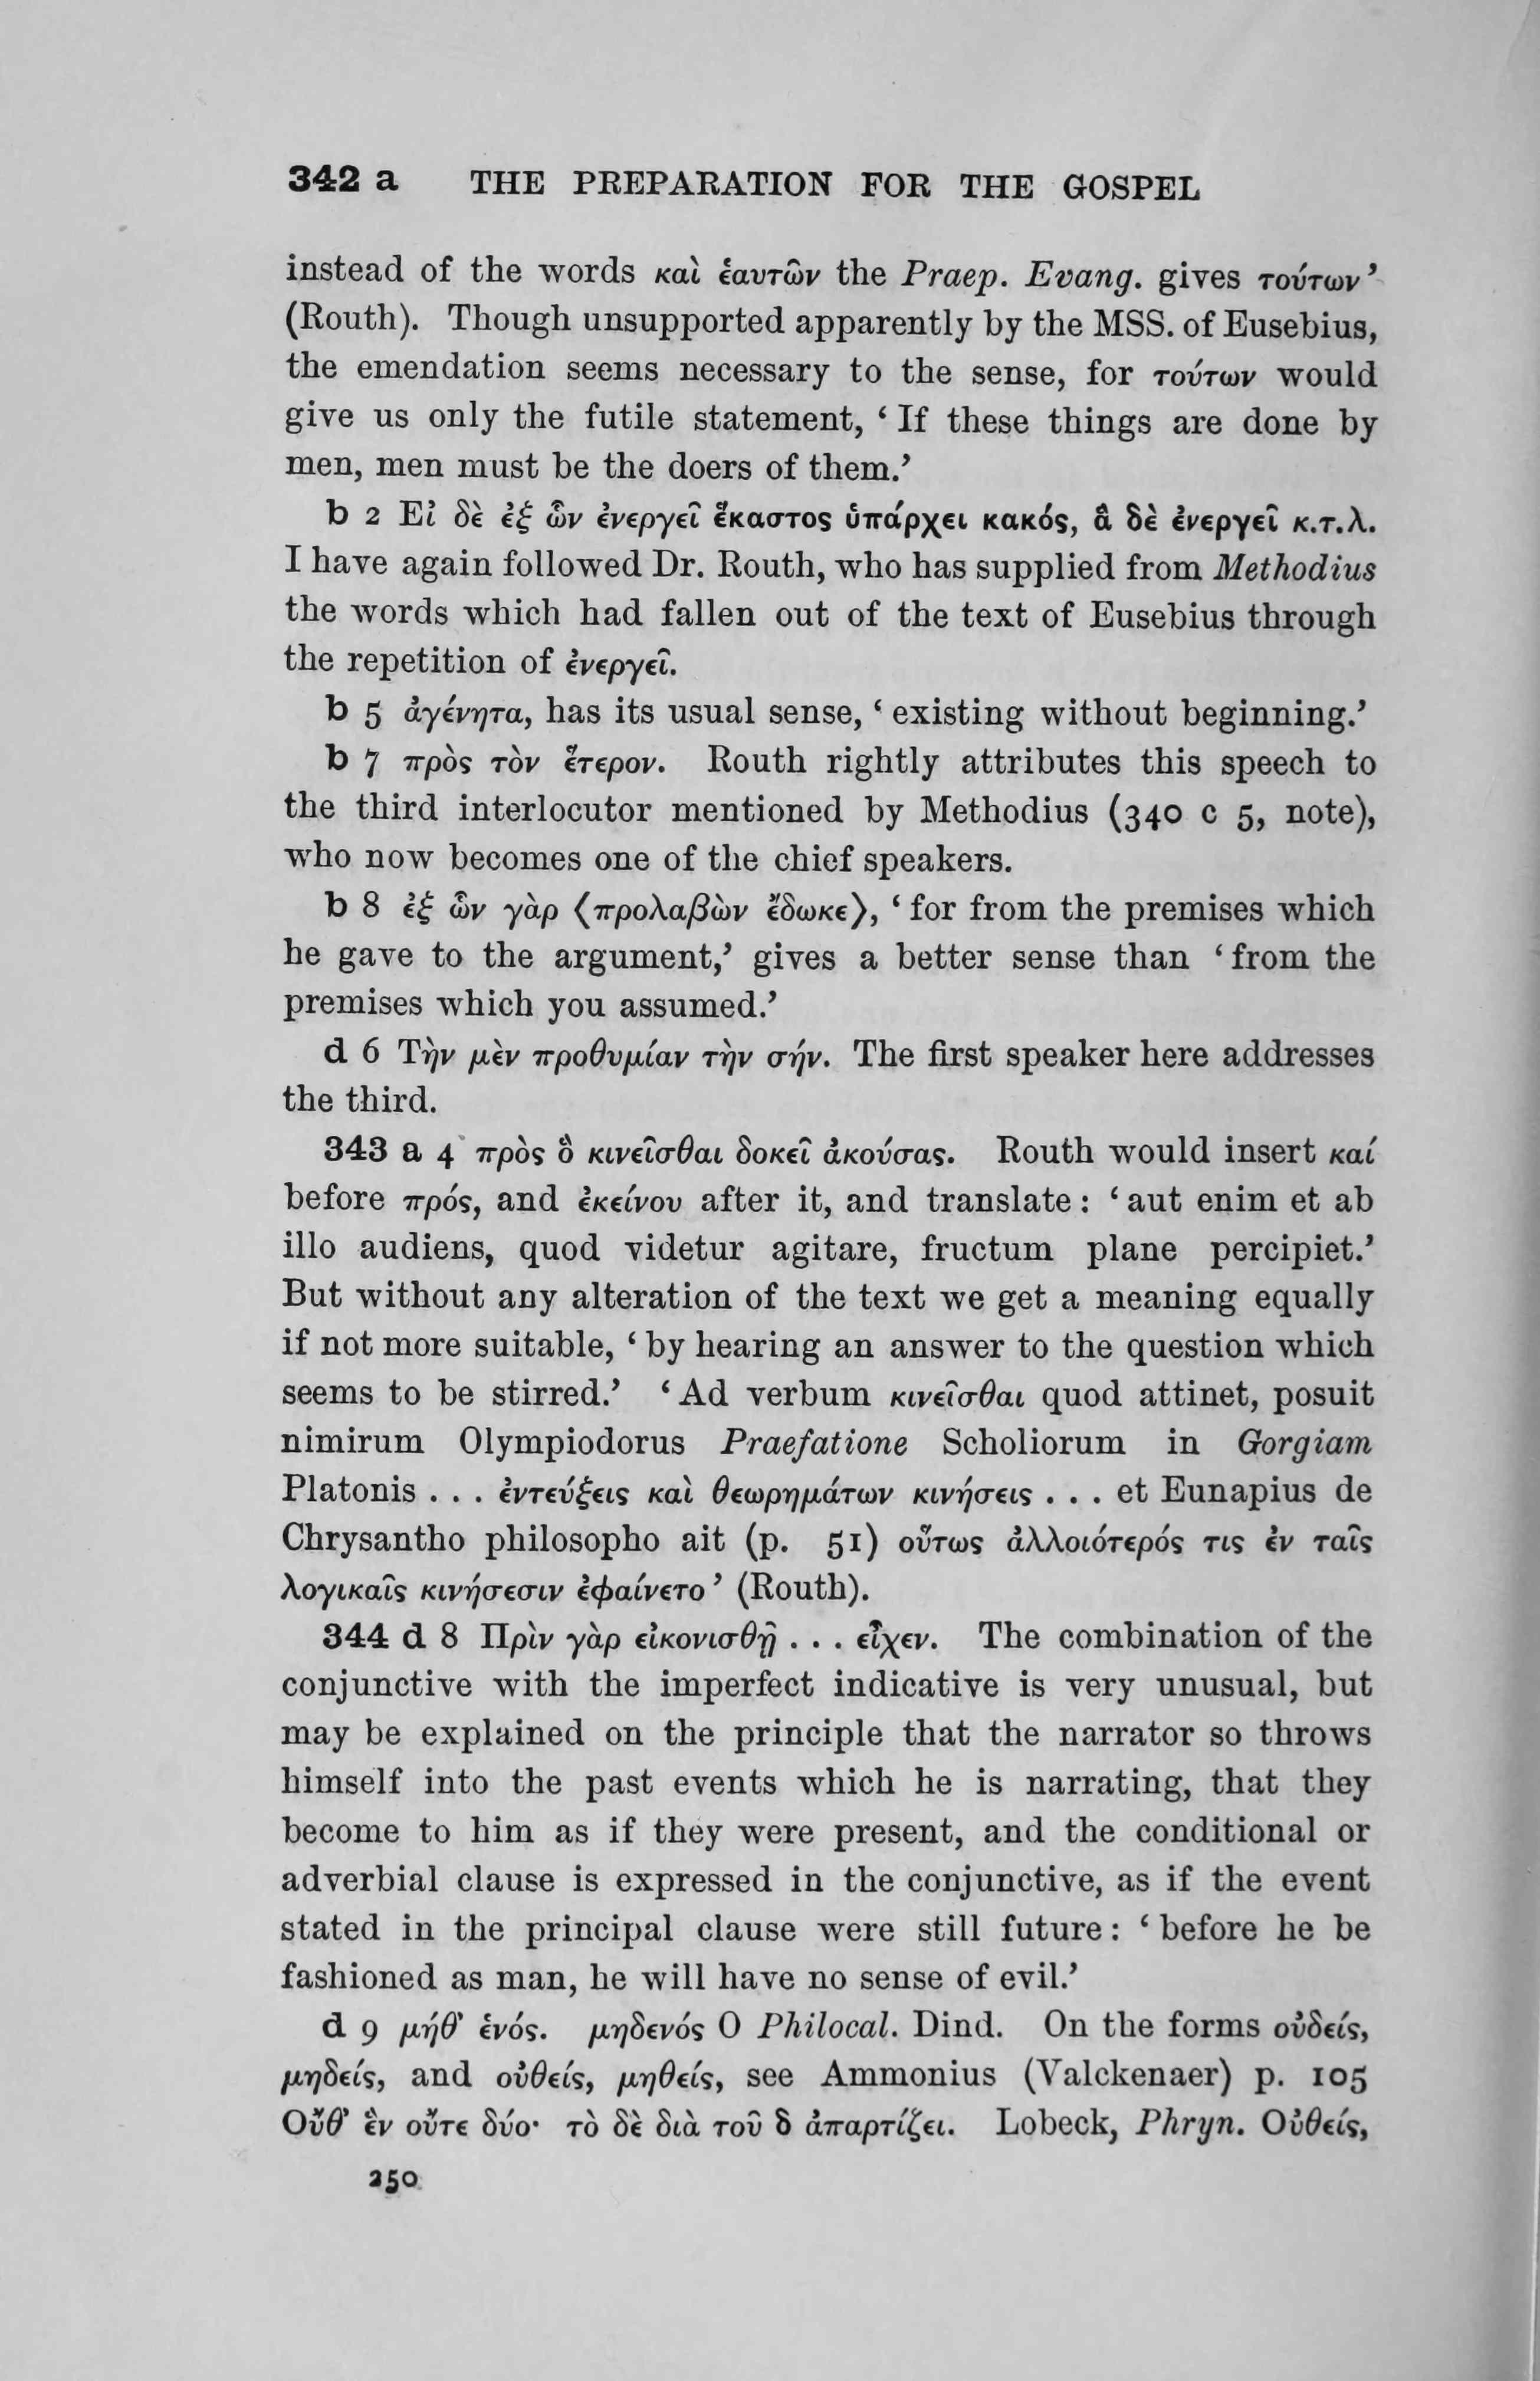 342 a THE PREPARATION FOR THE GOSPEL
instead of the words καὶ ἑαυτῶν the Praep. Evang. gives τούτων’
(Routh). Though unsupported apparently by the MSS. of Eusebius,
the emendation seems necessary to the sense, for τούτων would
give us only the futile statement, ‘If these things are done by
men, men must be the doers of them.’
b 2 Εἰ δὲ ἐξ ὧν ἐνεργεῖ ἕκαστος ὑπάρχει κακός, ἃ δὲ ἐνεργεῖ κ.τ.λ.
I have again followed Dr. Routh, who has supplied from Methodius
the words which had fallen out of the text of Eusebius through
the repetition of ἐνεργεῖ.
b 5 ἀγένητα, has its usual sense, ‘existing without beginning.’
b 7 πρὸς τὸν ἕτερον. Routh rightly attributes this speech to
the third interlocutor mentioned by Methodius (340 c 5, note),
who now becomes one of the chief speakers.
b 8 ἐξ ὧν γὰρ ⟨προλαβὼν ἔδωκε⟩, ‘for from the premises which
he gave to the argument,’ gives a better sense than ‘from the
premises which you assumed.’
d 6 Τὴν μὲν προθυμίαν τὴν σήν. The first speaker here addresses
the third.
343 a 4 πρὸς ὃ κινεῖσθαι δοκεῖ ἀκούσας. Routh would insert καί
before πρός, and ἐκείνου after it, and translate: ‘aut enim et ab
illo audiens, quod videtur agitare, fructum plane percipiet.’
But without any alteration of the text we get a meaning equally
if not more suitable, ‘by hearing an answer to the question which
seems to be stirred.’ ‘Ad verbum κινεῖσθαι quod attinet, posuit
nimirum Olympiodorus Praefatione Scholiorum in Gorgiam
Platonis . . . ἐντεύξεις καὶ θεωρημάτων κινήσεις . . . et Eunapius de
Chrysantho philosopho ait (p. 51) οὕτως ἀλλοιότερός τις ἐν ταῖς
λογικαῖς κινήσεσιν ἐφαίνετο’ (Routh).
344 d 8 Πρὶν γὰρ εἰκονισθῇ . . . εἶχεν. The combination of the
conjunctive with the imperfect indicative is very unusual, but
may be explained on the principle that the narrator so throws
himself into the past events which he is narrating, that they
become to him as if they were present, and the conditional or
adverbial clause is expressed in the conjunctive, as if the event
stated in the principal clause were still future: ‘before he be
fashioned as man, he will have no sense of evil.’
d 9 μήθ’ ἑνός. μηδενός O Philocal. Dind. On the forms οὐδείς,
μηδείς, and οὐθείς, μηθείς, see Ammonius (Valckenaer) p. 105
Οὔθ’ ἓν οὔτε δύο· τὸ δὲ διὰ τοῦ δ ἀπαρτίζει. Lobeck, Phryn. Οὐθείς,
250